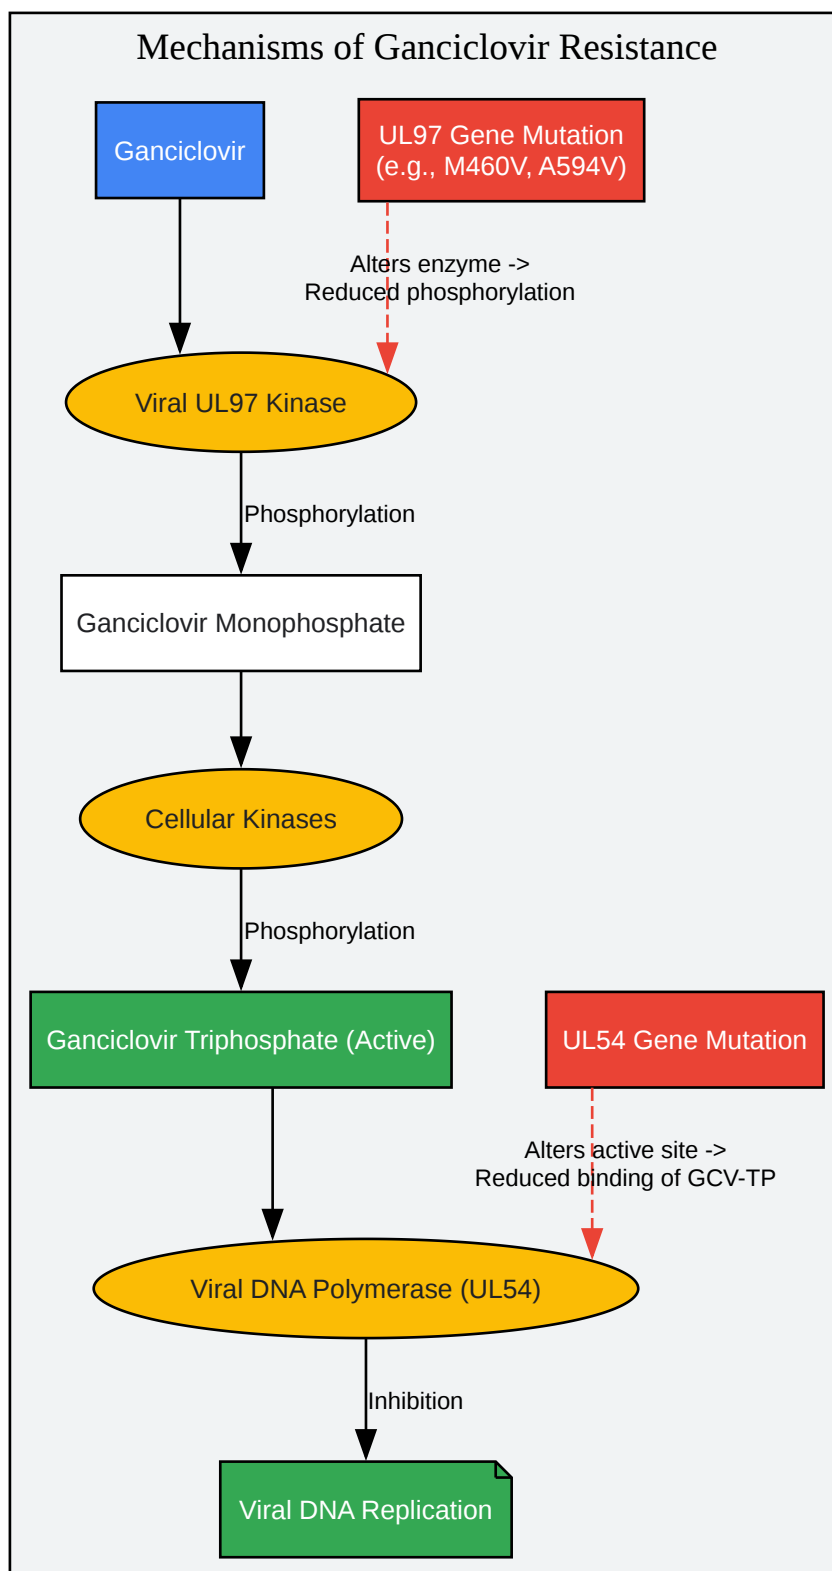 Mechanisms of Ganciclovir Resistance
Ganciclovir
UL97 Gene Mutation
(e.g., M460V, A594V)
Alters enzyme ->
Reduced phosphorylation
Viral UL97 Kinase
Phosphorylation
Ganciclovir Monophosphate
Cellular Kinases
Phosphorylation
Ganciclovir Triphosphate (Active)
UL54 Gene Mutation
Alters active site ->
Reduced binding of GCV-TP
Viral DNA Polymerase (UL54)
Inhibition
Viral DNA Replication